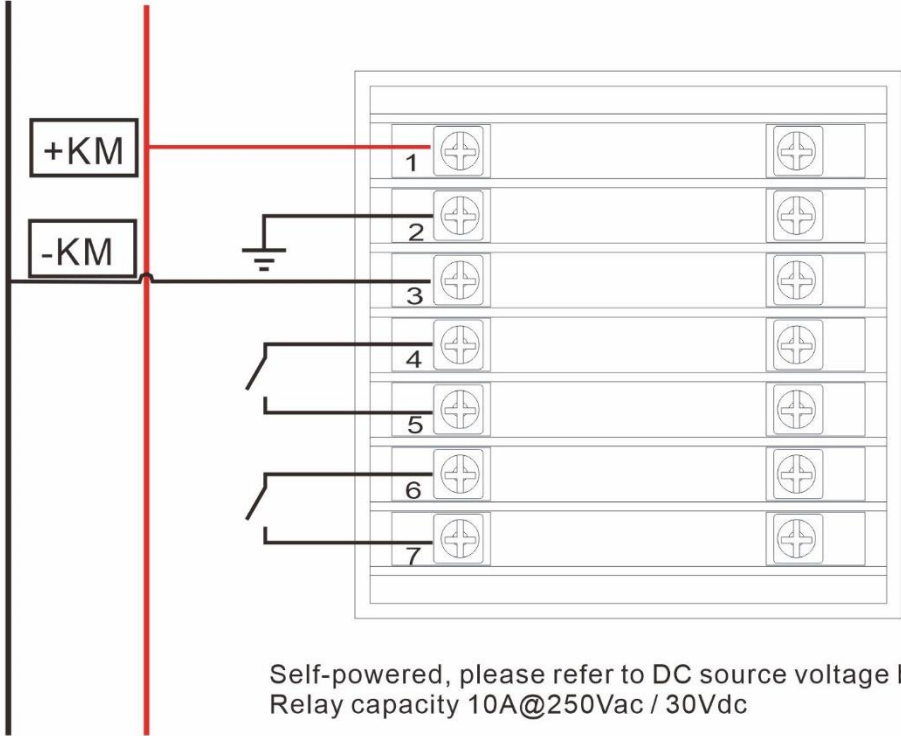 +KM
-KM
1
2
3
4
5
6
7
Self-powered, please refer to DC source voltage
Relay capacity 10A@250Vac / 30Vdc